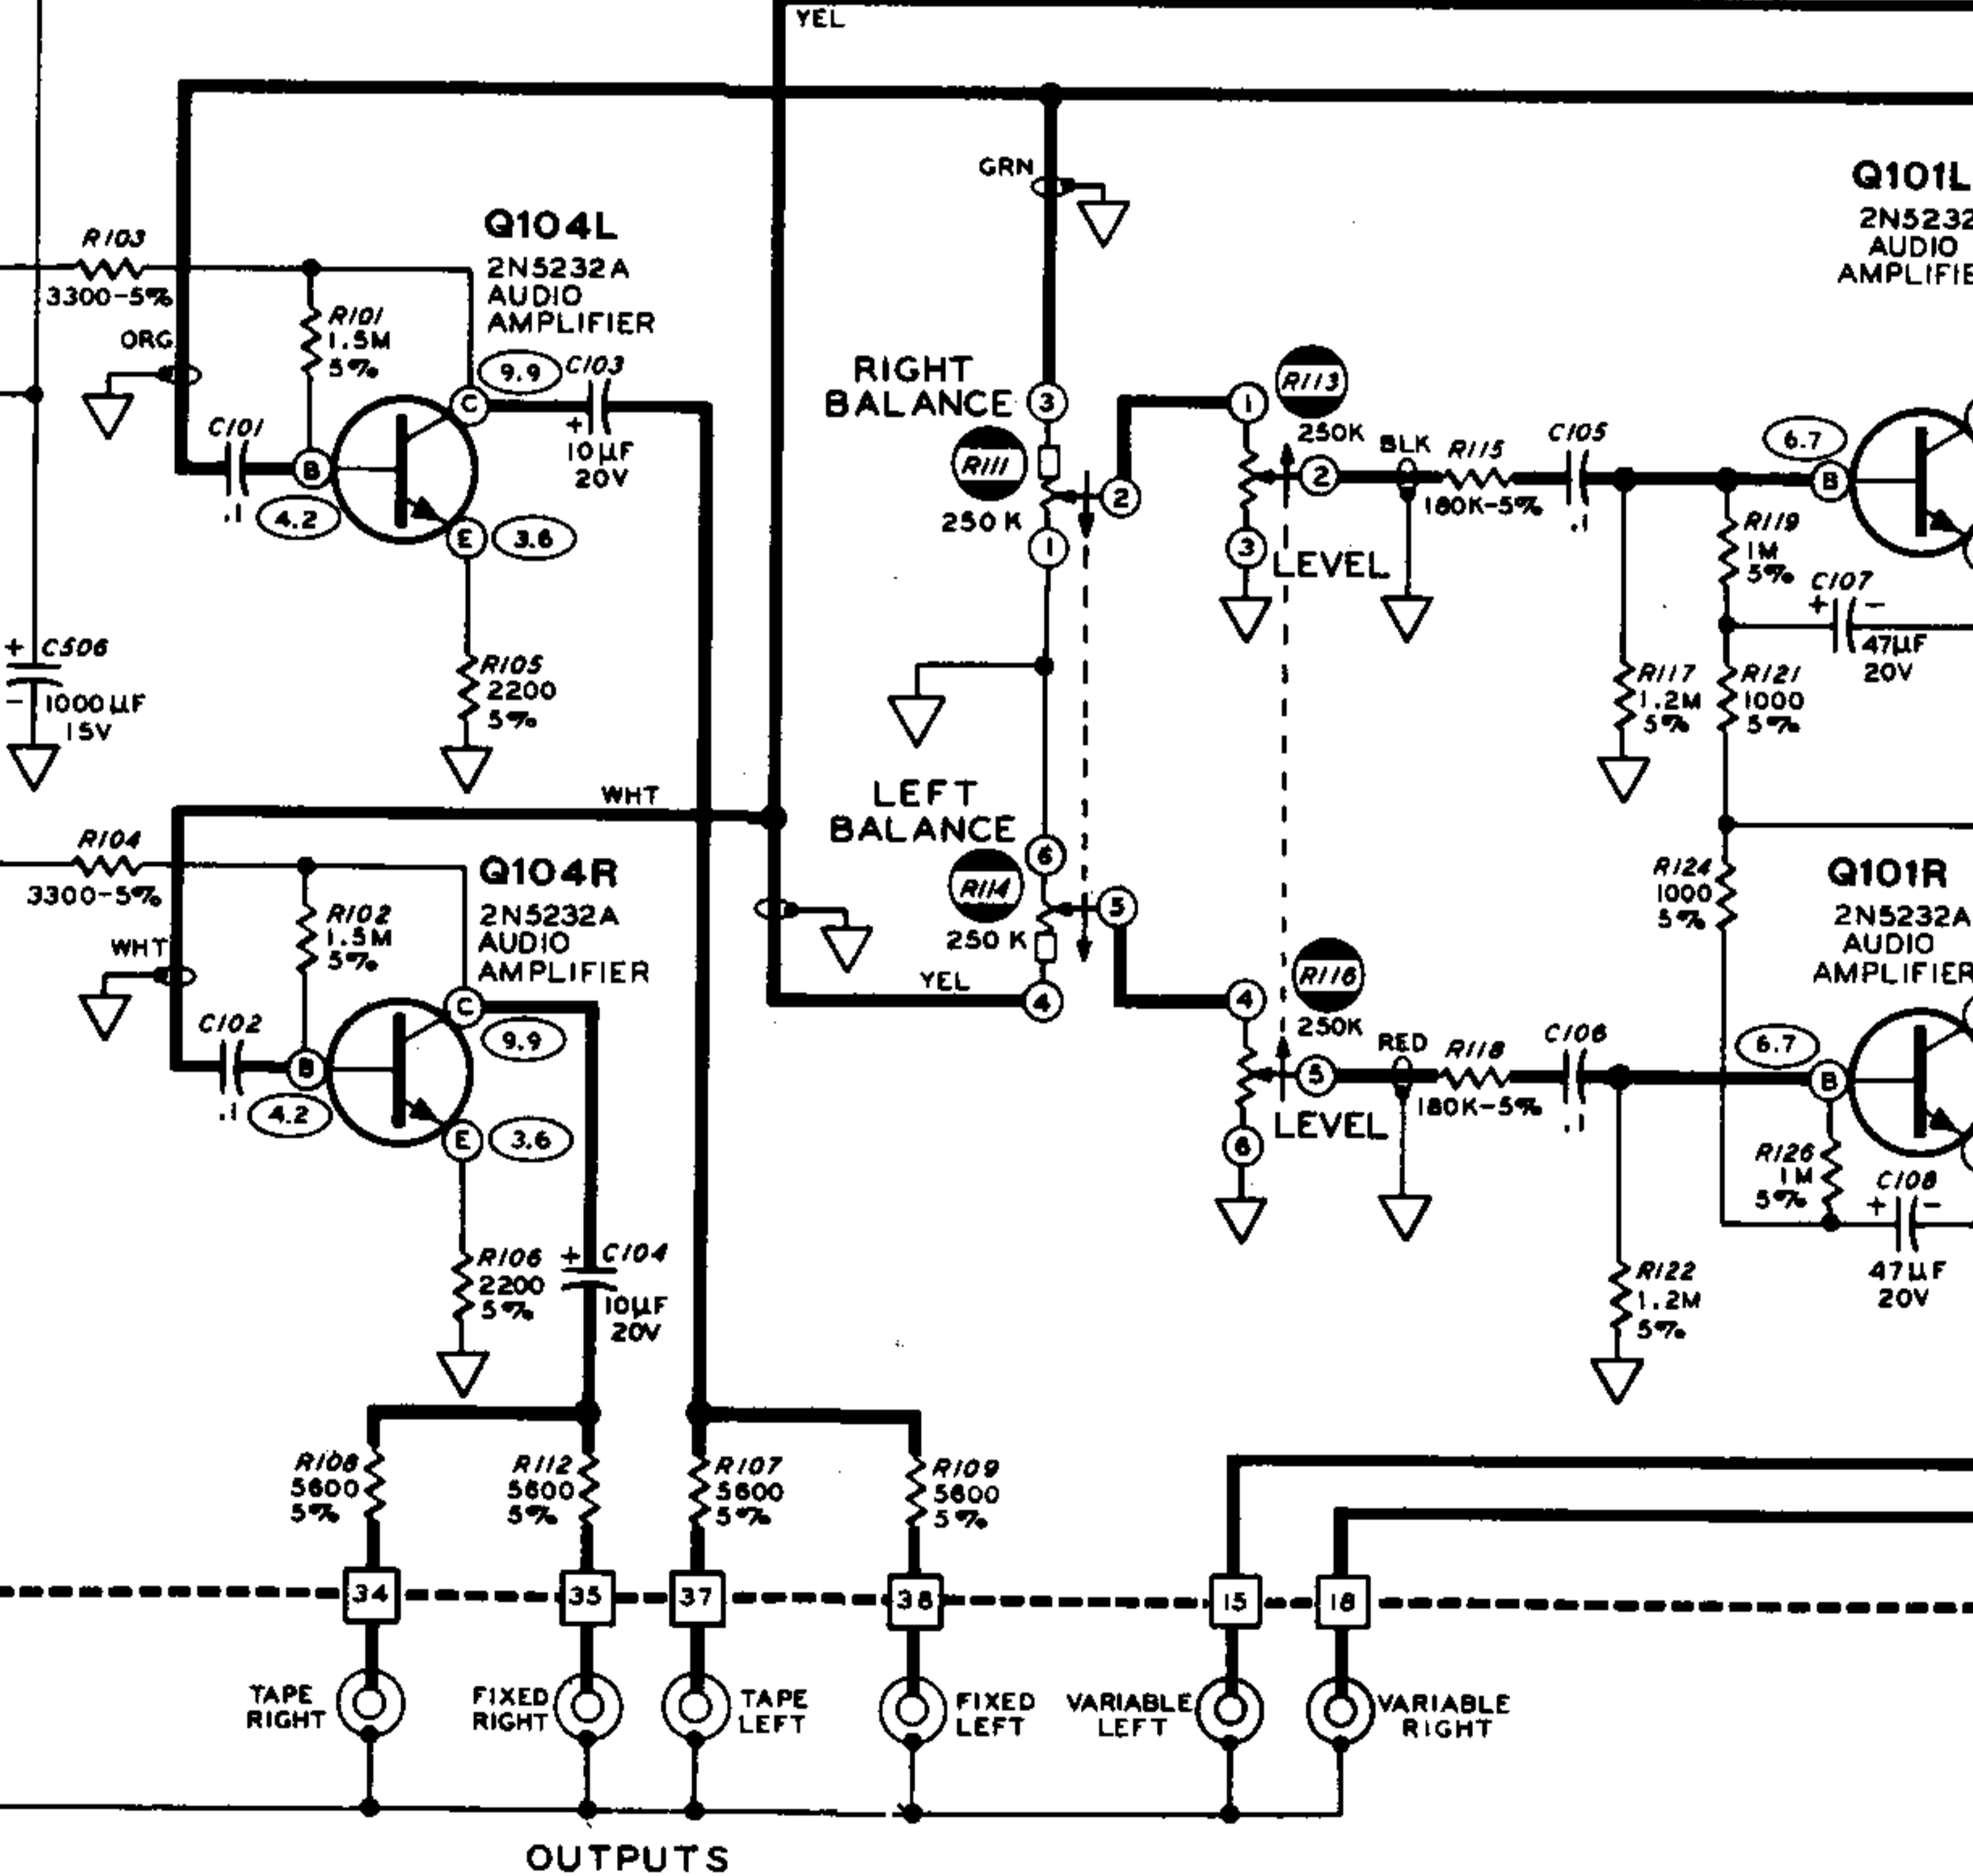 YEL
GRN
Q101L
2N5232
AUDIO
AMPLIFIE
R103
3300-5%
Q104L
2N5232A
AUDIO
AMPLIFIER
R101
1.5M
5%
ORG
9.9
C103
+
10µF
20V
C
C101
.1
B
4.2
E
3.6
RIGHT
BALANCE
3
R111
250K
2
1
1
R113
250K
2
3
LEVEL
BLK
R115
180K-5%
C105
.1
6.7
B
R119
1M
5%
C107
+
-
47µF
20V
+
C506
-
1000µF
15V
R105
2200
5%
R117
1.2M
5%
R121
1000
5%
WHT
LEFT
BALANCE
6
R114
250K
5
4
YEL
R104
3300-5%
Q104R
2N5232A
AUDIO
AMPLIFIER
R102
1.5M
5%
WHT
C
9.9
C102
.1
B
4.2
E
3.6
R124
1000
5%
Q101R
2N5232A
AUDIO
AMPLIFIER
4
R116
250K
5
6
LEVEL
RED
R118
180K-5%
C106
.1
6.7
B
R126
1M
5%
C108
+
-
47µF
20V
R106
2200
5%
+
C104
10µF
20V
R122
1.2M
5%
R108
5600
5%
R112
5600
5%
R107
5600
5%
R109
5600
5%
34
35
37
38
15
18
TAPE
RIGHT
FIXED
RIGHT
TAPE
LEFT
FIXED
LEFT
VARIABLE
LEFT
VARIABLE
RIGHT
OUTPUTS